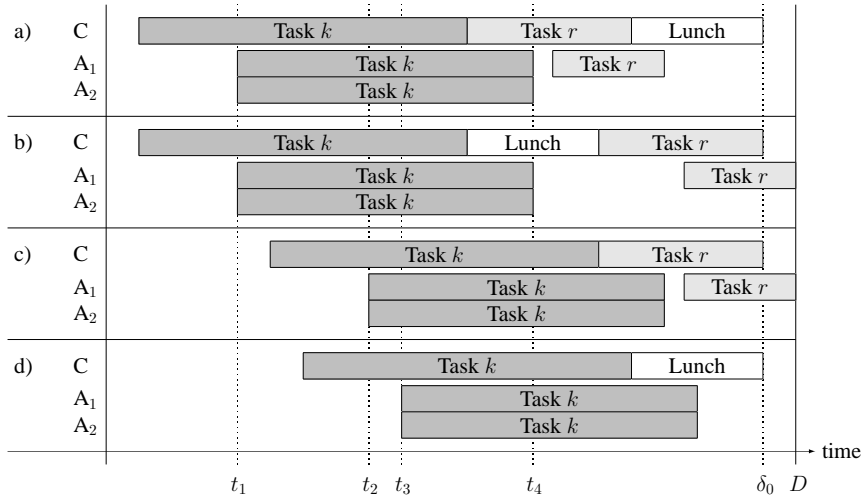 a) C Task k Task r Lunch
A₁ Task k Task r
A₂ Task k
b) C Task k Lunch Task r
A₁ Task k Task r
A₂ Task k
c) C Task k Task r
A₁ Task k Task r
A₂ Task k
d) C Task k Lunch
A₁ Task k
A₂ Task k
time
t₁ t₂ t₃ t₄ δ₀ D